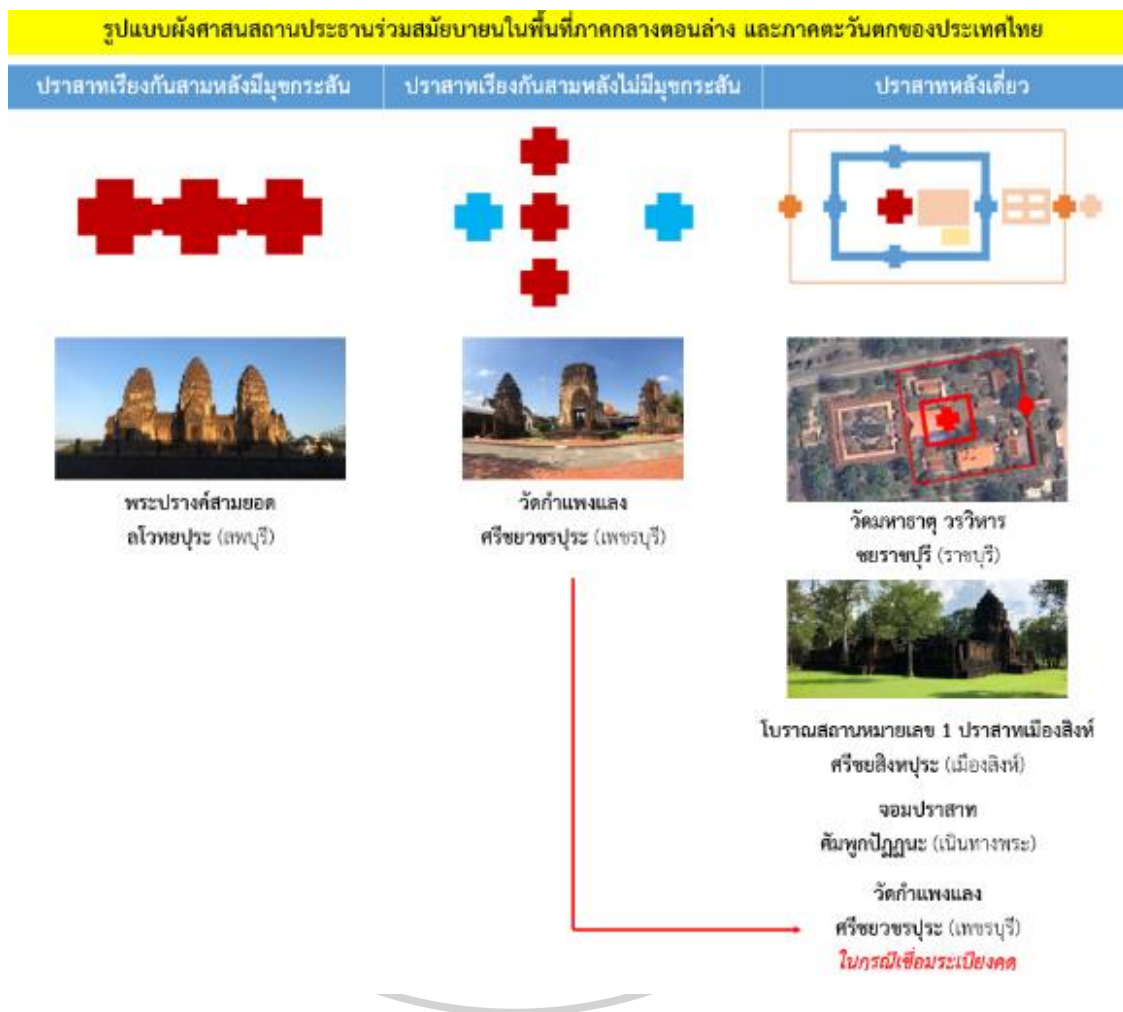 รูปแบบผังศาสนสถานประธานร่วมสมัยบายนในพื้นที่ภาคกลางตอนล่าง และภาคตะวันตกของประเทศไทย
ปราสาทเรียงกันสามหลังมีมุขกระสัน
ปราสาทเรียงกันสามหลังไม่มีมุขกระสัน
ปราสาทหลังเดี่ยว
พระปรางค์สามยอด
ลโวทยปุระ (ลพบุรี)
วัดกำแพงแลง
ศรีชยวชรปุระ (เพชรบุรี)
วัดมหาธาตุ วรวิหาร
ชยราชปุรี (ราชบุรี)
โบราณสถานหมายเลข 1 ปราสาทเมืองสิงห์
ศรีชยสิงหปุระ (เมืองสิงห์)
จอมปราสาท
ศัมพูกปัฏฏนะ (เนินทางพระ)
วัดกำแพงแลง
ศรีชยวชรปุระ (เพชรบุรี)
ในกรณีเชื่อมระเบียงคด